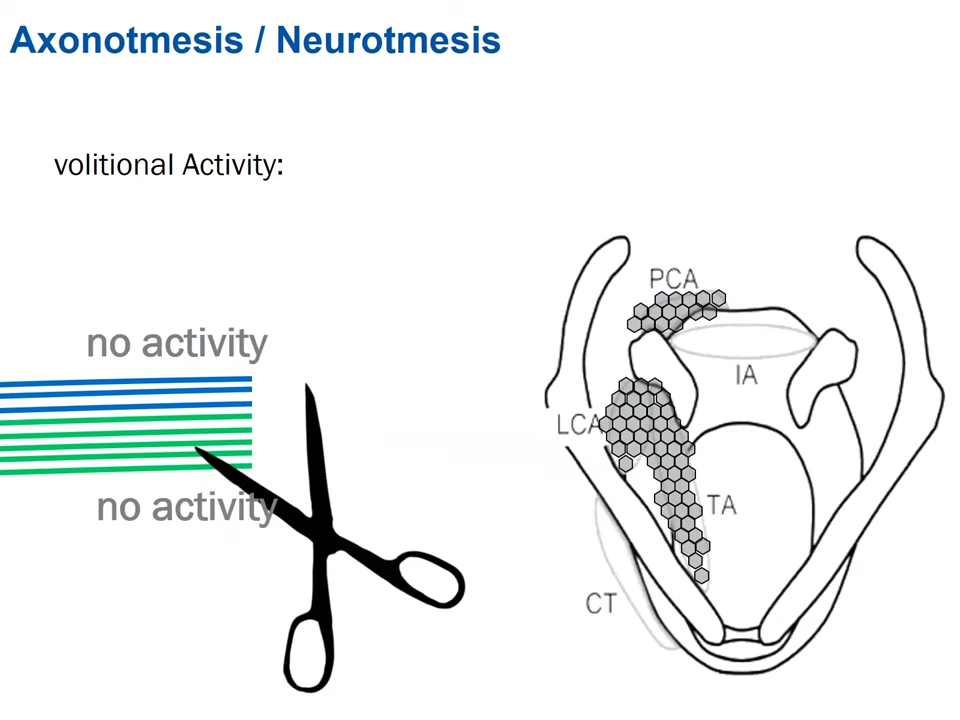 Axonotmesis / Neurotmesis
volitional Activity:
PCA
no activity
IA
LCA
no activity
TA
CT